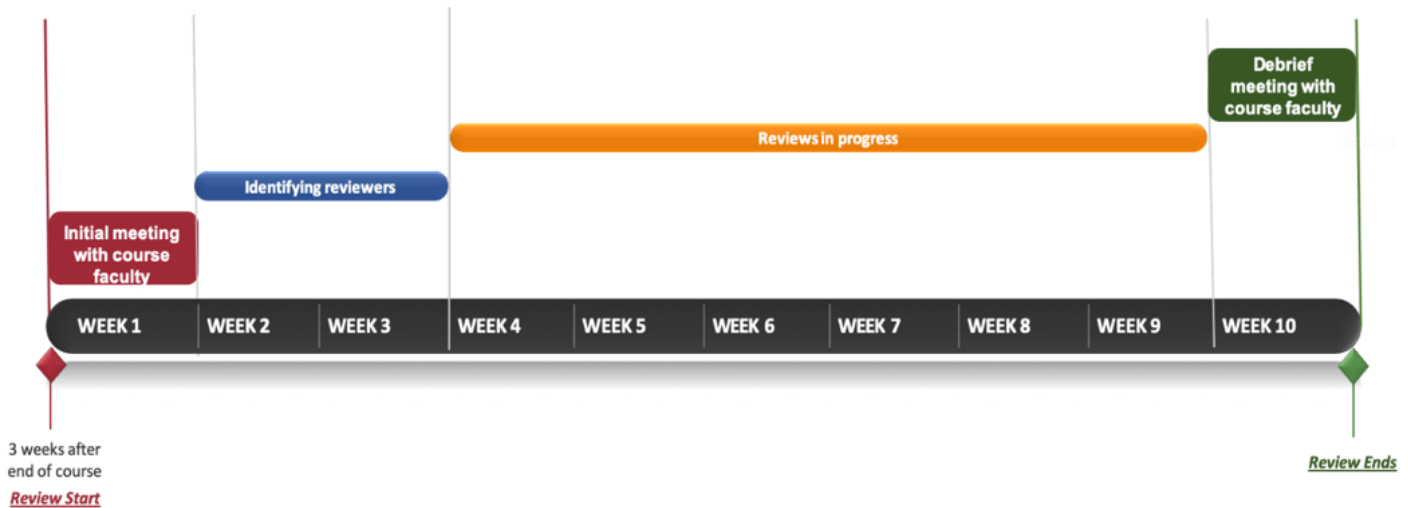 Debrief
meeting with
course faculty
Reviews in progress
Identifying reviewers
Initial meeting
with course
faculty
WEEK 1 WEEK 2 WEEK 3 WEEK 4 WEEK 5 WEEK 6 WEEK 7 WEEK 8 WEEK 9 WEEK 10
3 weeks after
end of course
Review Start
Review Ends